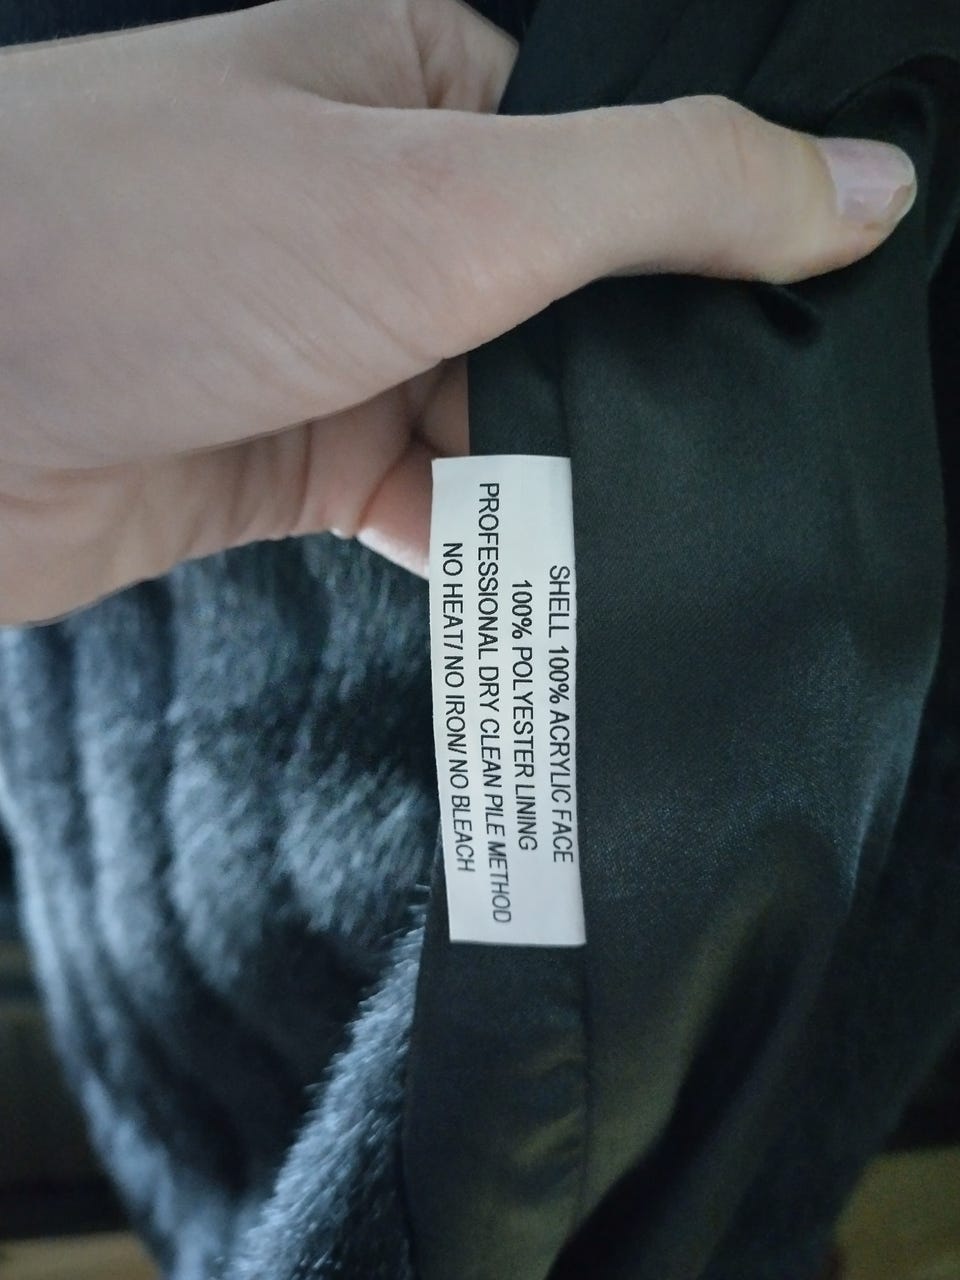 SHELL 100% ACRYLIC FACE
100% POLYESTER LINING
PROFESSIONAL DRY CLEAN PILE METHOD
NO HEAT/ NO IRON/ NO BLEACH